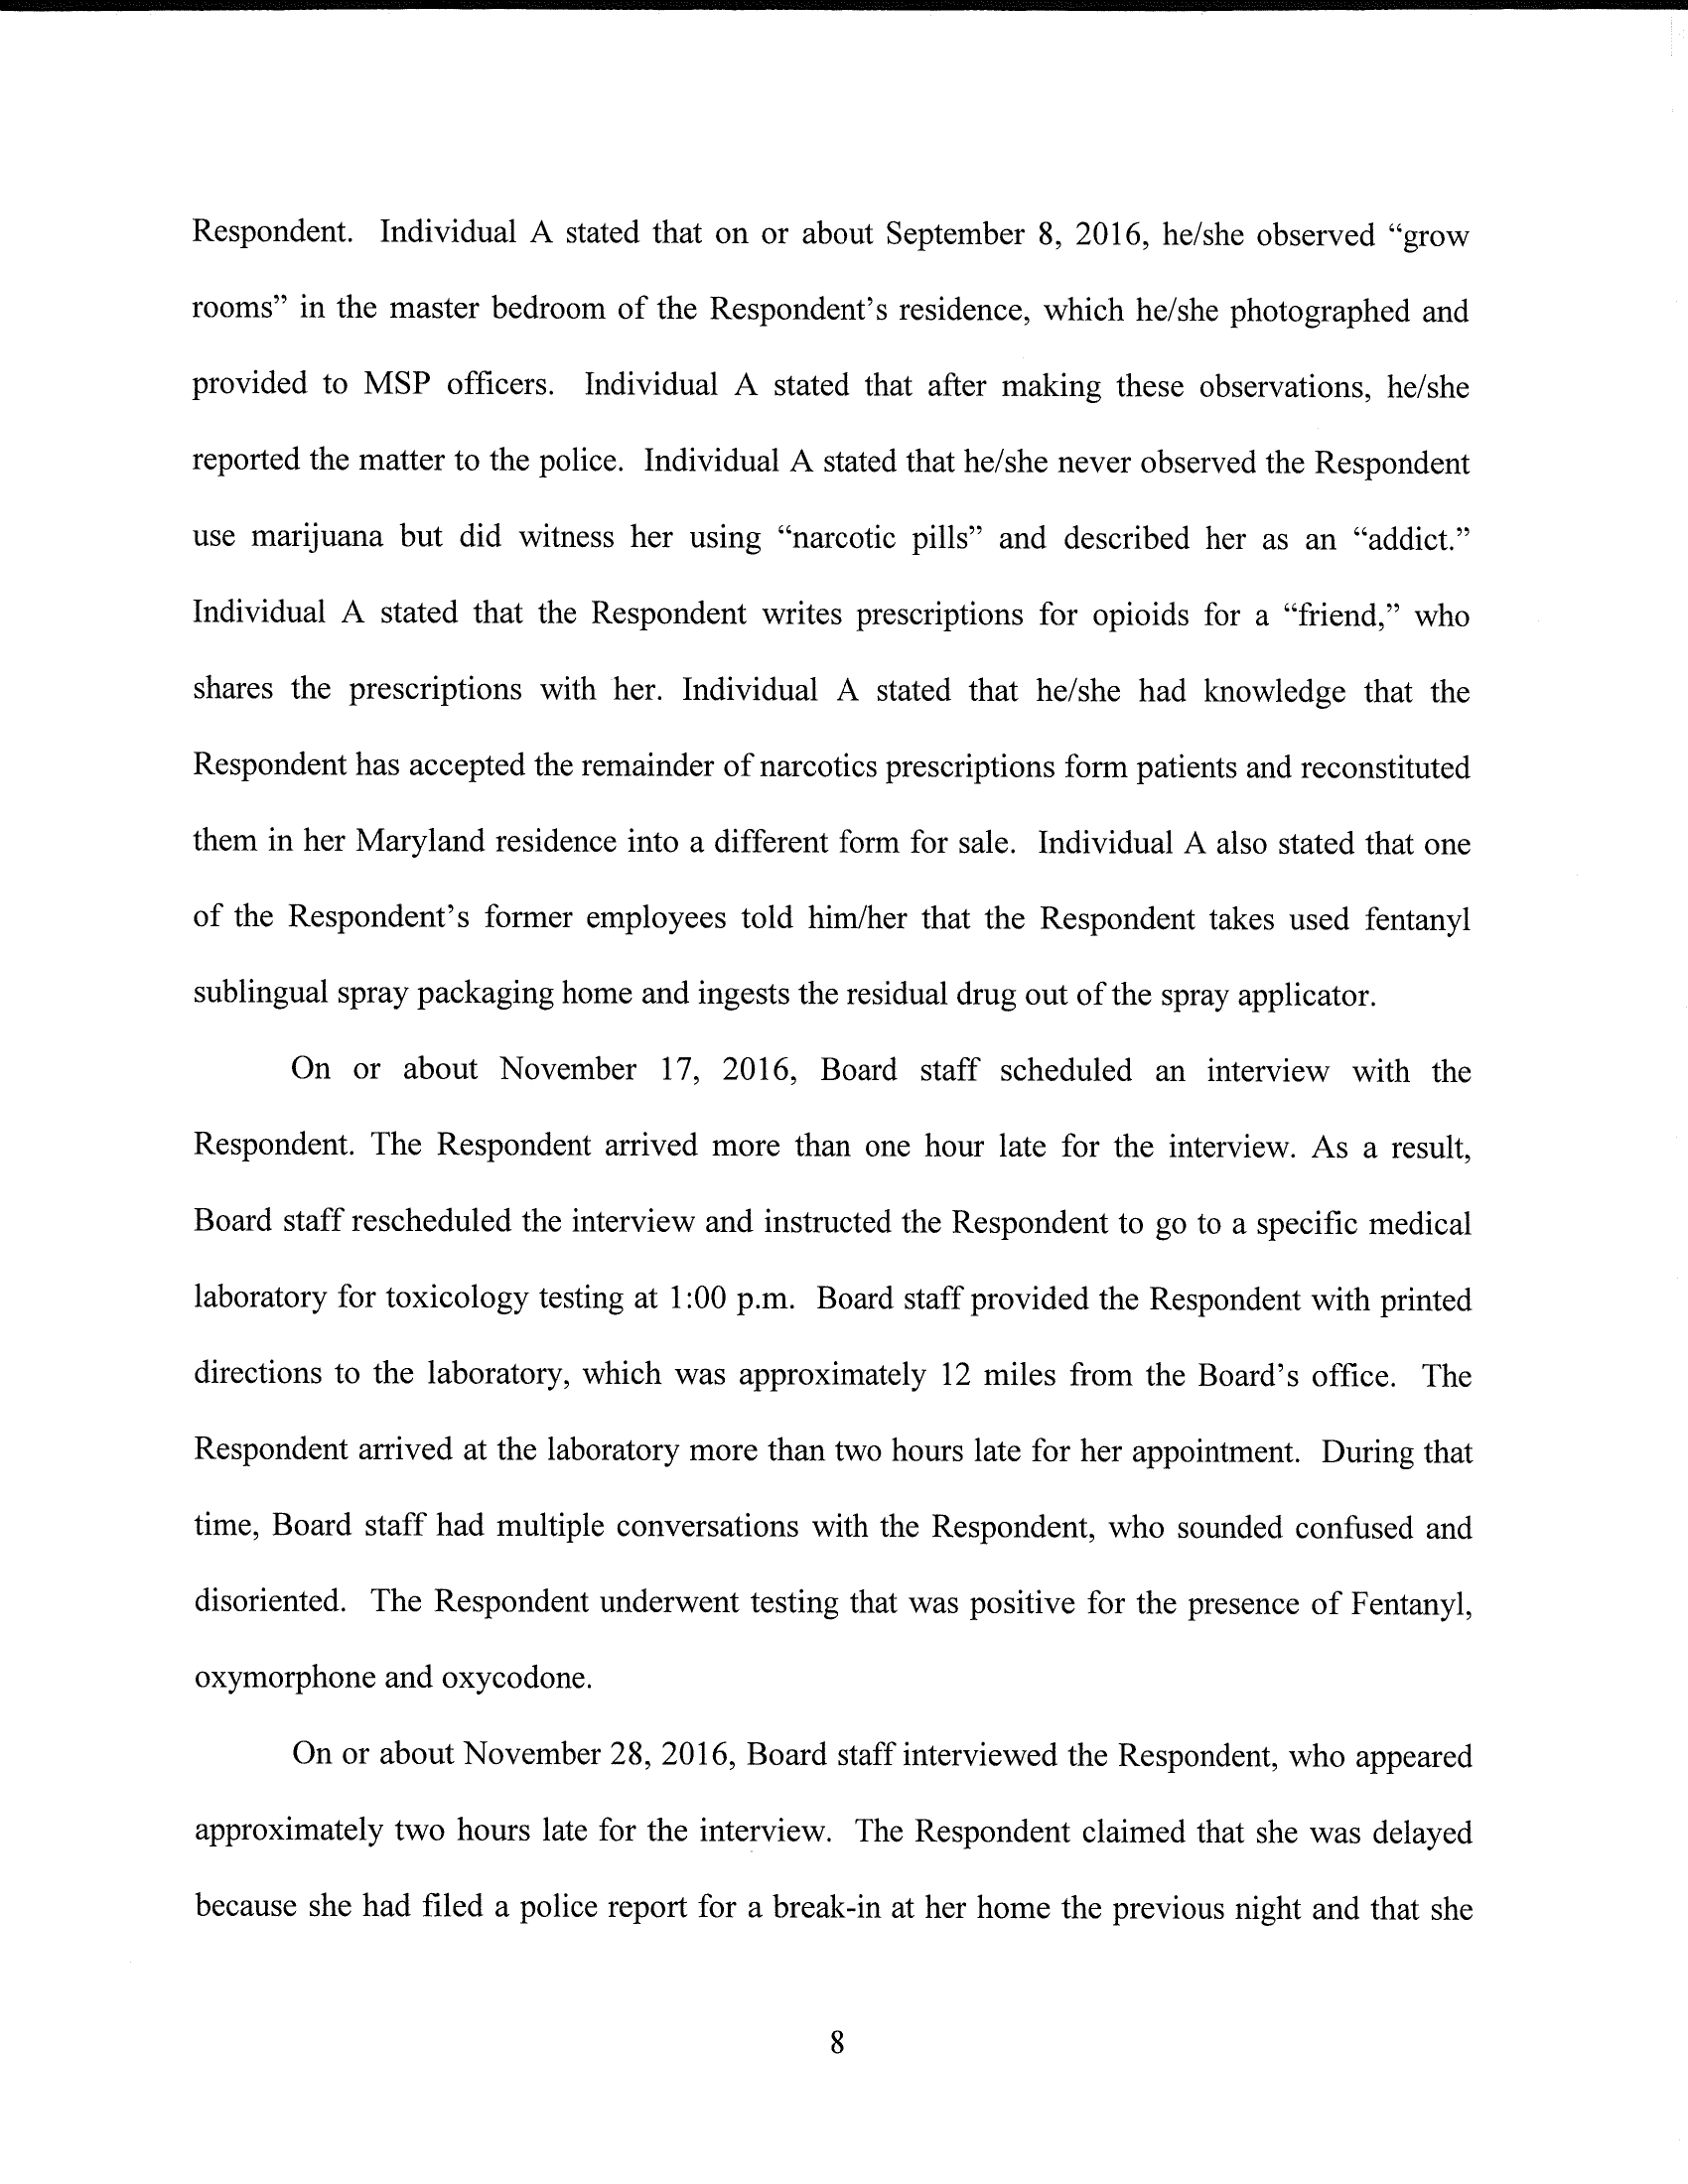 Respondent. Individual A stated that on or about September 8, 2016, he/she observed “grow
rooms” in the master bedroom of the Respondent’s residence, which he/she photographed and
provided to MSP officers. Individual A stated that after making these observations, he/she
reported the matter to the police. Individual A stated that he/she never observed the Respondent
use marijuana but did witness her using “narcotic pills” and described her as an “addict.”
Individual A stated that the Respondent writes prescriptions for opioids for a “friend,” who
shares the prescriptions with her. Individual A stated that he/she had knowledge that the
Respondent has accepted the remainder of narcotics prescriptions form patients and reconstituted
them in her Maryland residence into a different form for sale. Individual A also stated that one
of the Respondent’s former employees told him/her that the Respondent takes used fentanyl
sublingual spray packaging home and ingests the residual drug out of the spray applicator.
On or about November 17, 2016, Board staff scheduled an interview with the
Respondent. The Respondent arrived more than one hour late for the interview. As a result,
Board staff rescheduled the interview and instructed the Respondent to go to a specific medical
laboratory for toxicology testing at 1:00 p.m. Board staff provided the Respondent with printed
directions to the laboratory, which was approximately 12 miles from the Board’s office. The
Respondent arrived at the laboratory more than two hours late for her appointment. During that
time, Board staff had multiple conversations with the Respondent, who sounded confused and
disoriented. The Respondent underwent testing that was positive for the presence of Fentanyl,
oxymorphone and oxycodone.
On or about November 28, 2016, Board staff interviewed the Respondent, who appeared
approximately two hours late for the interview. The Respondent claimed that she was delayed
because she had filed a police report for a break-in at her home the previous night and that she
8